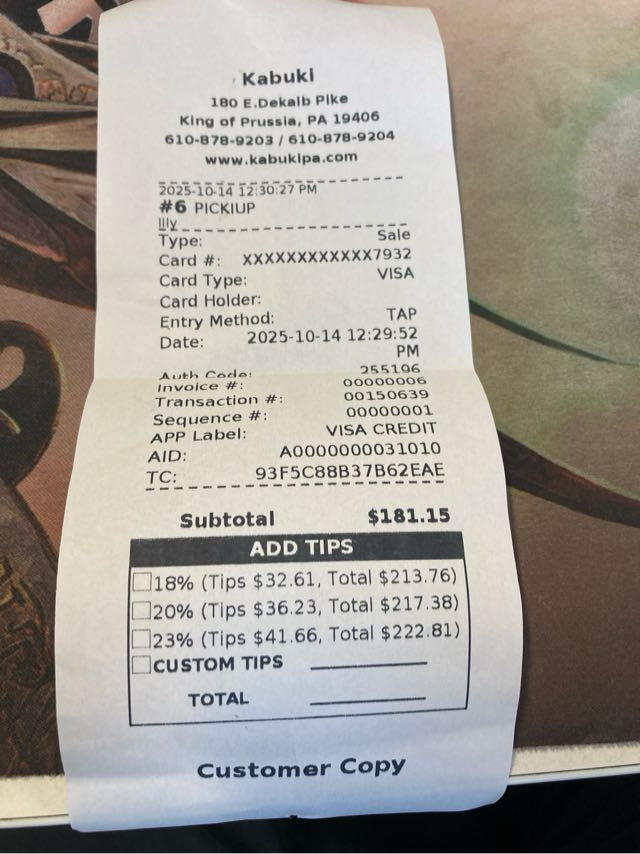 Kabuki
180 E.Dekalb Pike
King of Prussia, PA 19406
610-878-9203 / 610-878-9204
www.kabukipa.com
2025-10-14 12:30:27 PM
#6 PICKIUP
lily
Type: Sale
Card #: XXXXXXXXXXXX7932
Card Type: VISA
Card Holder:
Entry Method: TAP
Date: 2025-10-14 12:29:52
PM
Auth Code: 255196
Invoice #: 00000006
Transaction #: 00150639
Sequence #: 00000001
APP Label: VISA CREDIT
AID: A0000000031010
TC: 93F5C88B37B62EAE
Subtotal $181.15
ADD TIPS
18% (Tips $32.61, Total $213.76)
20% (Tips $36.23, Total $217.38)
23% (Tips $41.66, Total $222.81)
CUSTOM TIPS
TOTAL
Customer Copy